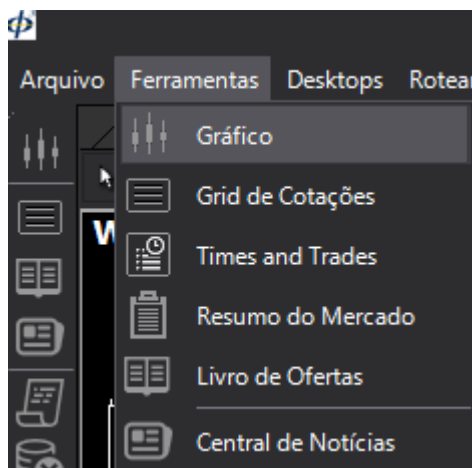 Arquivo Ferramentas Desktops Rotear
Gráfico
Grid de Cotações
Times and Trades
Resumo do Mercado
Livro de Ofertas
Central de Notícias